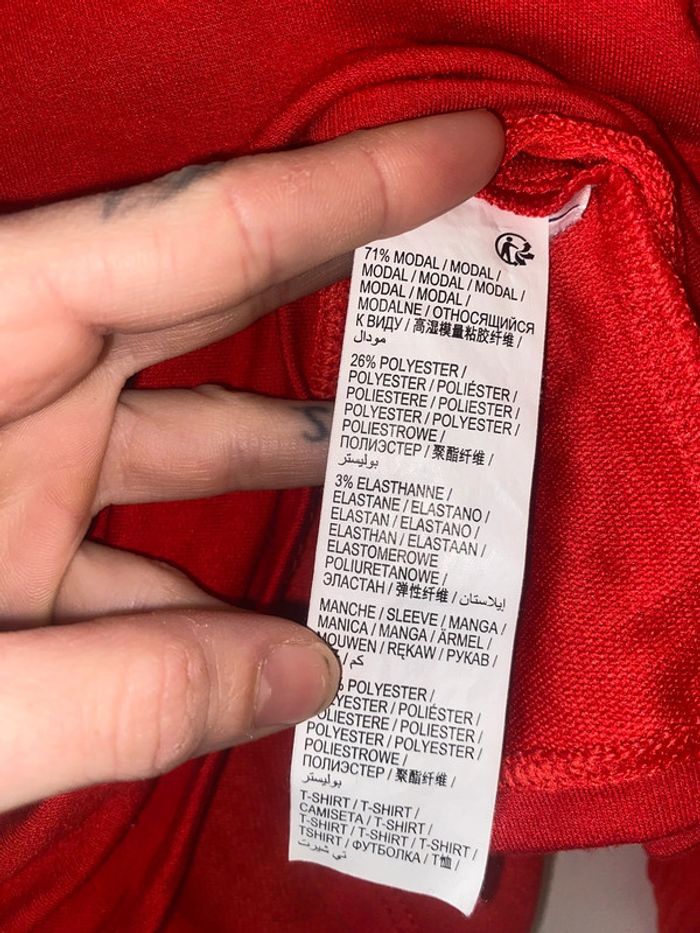 71% MODAL / MODAL /
MODAL / MODAL / MODAL /
MODAL / MODAL /
MODALNE / ОТНОСЯЩИЙСЯ
К ВИДУ / 高湿模量粘胶纤维 /
مودال
26% POLYESTER /
POLYESTER / POLIÉSTER /
POLIESTERE / POLIESTER /
POLYESTER / POLYESTER /
POLIESTROWE /
ПОЛИЭСТЕР / 聚酯纤维 /
بوليستر
3% ELASTHANNE /
ELASTANE / ELASTANO /
ELASTAN / ELASTANO /
ELASTHAN / ELASTAAN /
ELASTOMEROWE
POLIURETANOWE /
ЭЛАСТАН / 弹性纤维 / إيلاستان
MANCHE / SLEEVE / MANGA /
MANICA / MANGA / ÄRMEL /
MOUWEN / RĘKAW / РУКАВ /
/ كم
% POLYESTER /
YESTER / POLIÉSTER /
OLIESTERE / POLIESTER /
POLYESTER / POLYESTER /
POLIESTROWE /
ПОЛИЭСТЕР / 聚酯纤维 /
بوليستر
T-SHIRT / T-SHIRT /
CAMISETA / T-SHIRT /
T-SHIRT / T-SHIRT / T-SHIRT /
TSHIRT / ФУТБОЛКА / T恤 /
تي شيرت